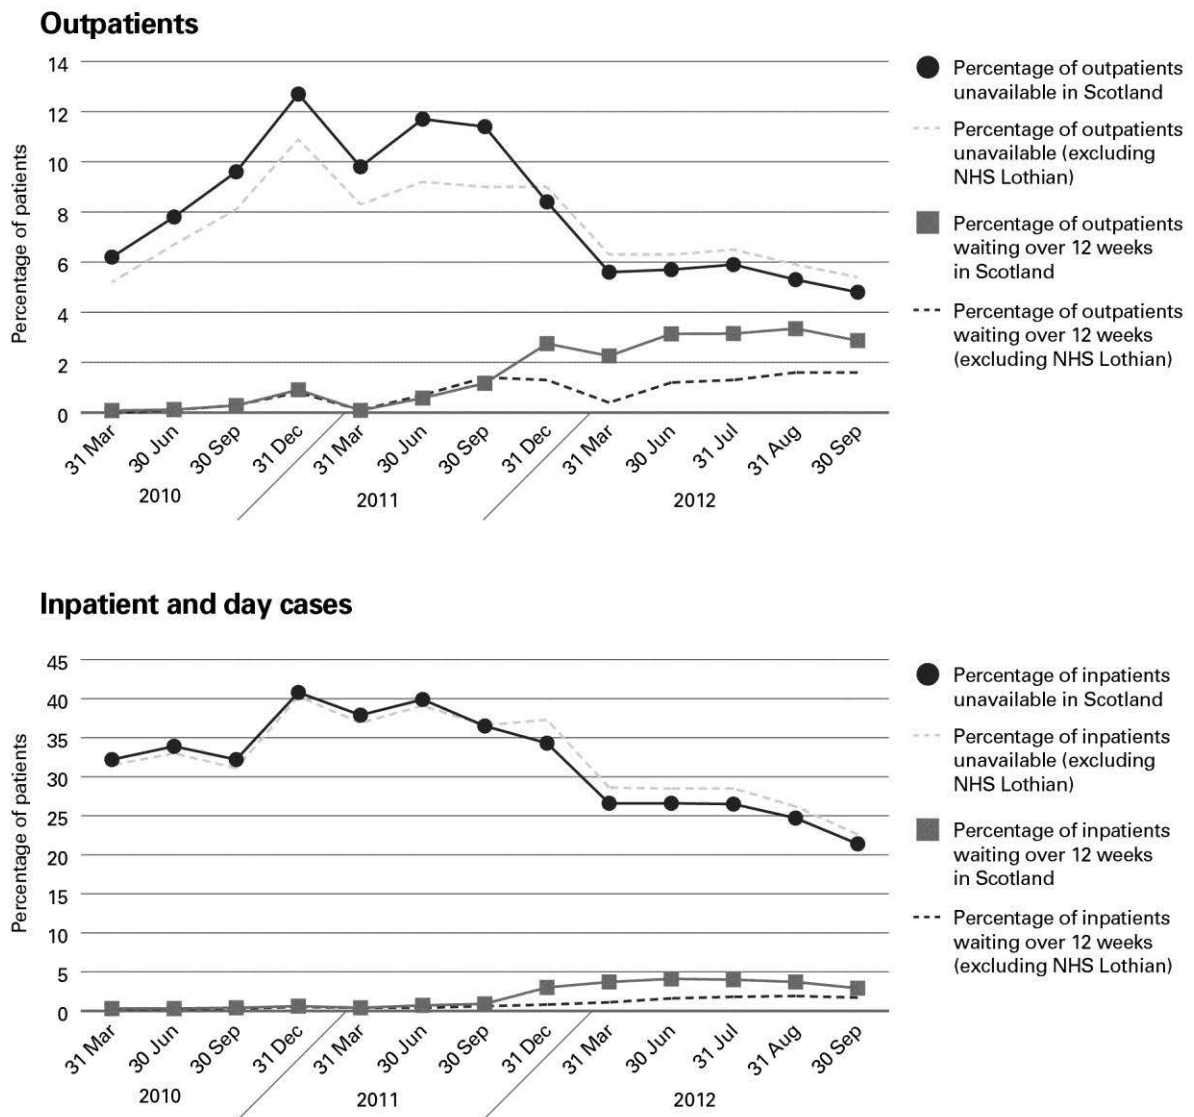 Outpatients
14
12
10
8
6
4
2
0
Percentage of patients
31 Mar
30 Jun
30 Sep
31 Dec
31 Mar
30 Jun
30 Sep
31 Dec
31 Mar
30 Jun
31 Jul
31 Aug
30 Sep
2010
2011
2012
Percentage of outpatients
unavailable in Scotland
Percentage of outpatients
unavailable (excluding
NHS Lothian)
Percentage of outpatients
waiting over 12 weeks
in Scotland
Percentage of outpatients
waiting over 12 weeks
(excluding NHS Lothian)
Inpatient and day cases
45
40
35
30
25
20
15
10
5
0
Percentage of patients
31 Mar
30 Jun
30 Sep
31 Dec
31 Mar
30 Jun
30 Sep
31 Dec
31 Mar
30 Jun
31 Jul
31 Aug
30 Sep
2010
2011
2012
Percentage of inpatients
unavailable in Scotland
Percentage of inpatients
unavailable (excluding
NHS Lothian)
Percentage of inpatients
waiting over 12 weeks
in Scotland
Percentage of inpatients
waiting over 12 weeks
(excluding NHS Lothian)